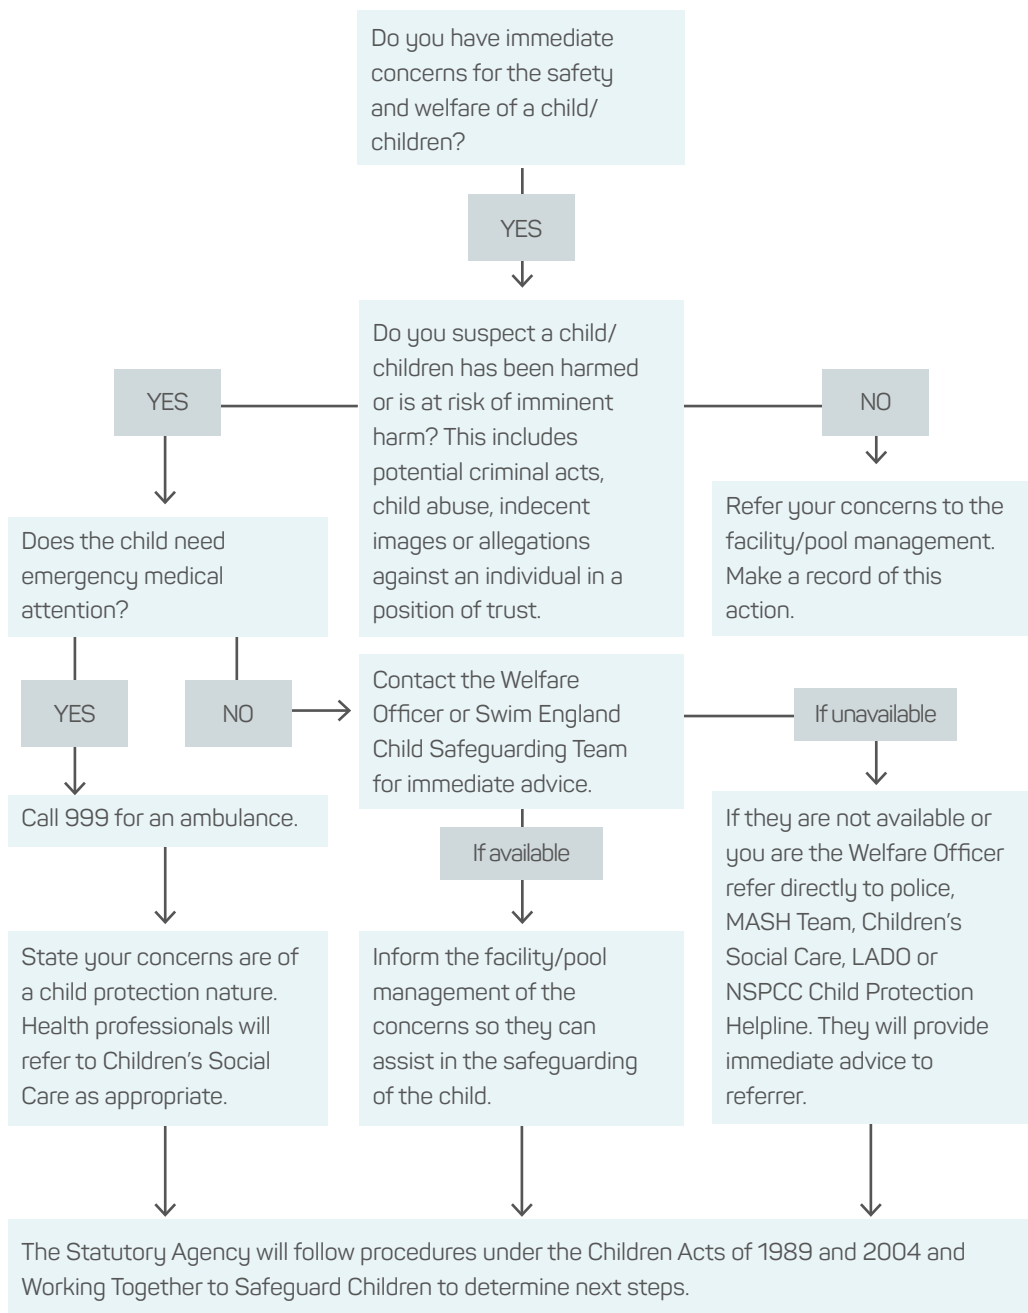 Do you have immediate
concerns for the safety
and welfare of a child/
children?
YES
Do you suspect a child/
children has been harmed
or is at risk of imminent
harm? This includes
potential criminal acts,
child abuse, indecent
images or allegations
against an individual in a
position of trust.
YES
NO
Does the child need
emergency medical
attention?
Refer your concerns to the
facility/pool management.
Make a record of this
action.
YES
NO
Contact the Welfare
Officer or Swim England
Child Safeguarding Team
for immediate advice.
If unavailable
Call 999 for an ambulance.
If available
If they are not available or
you are the Welfare Officer
refer directly to police,
MASH Team, Children's
Social Care, LADO or
NSPCC Child Protection
Helpline. They will provide
immediate advice to
referrer.
State your concerns are of
a child protection nature.
Health professionals will
refer to Children's Social
Care as appropriate.
Inform the facility/pool
management of the
concerns so they can
assist in the safeguarding
of the child.
The Statutory Agency will follow procedures under the Children Acts of 1989 and 2004 and
Working Together to Safeguard Children to determine next steps.